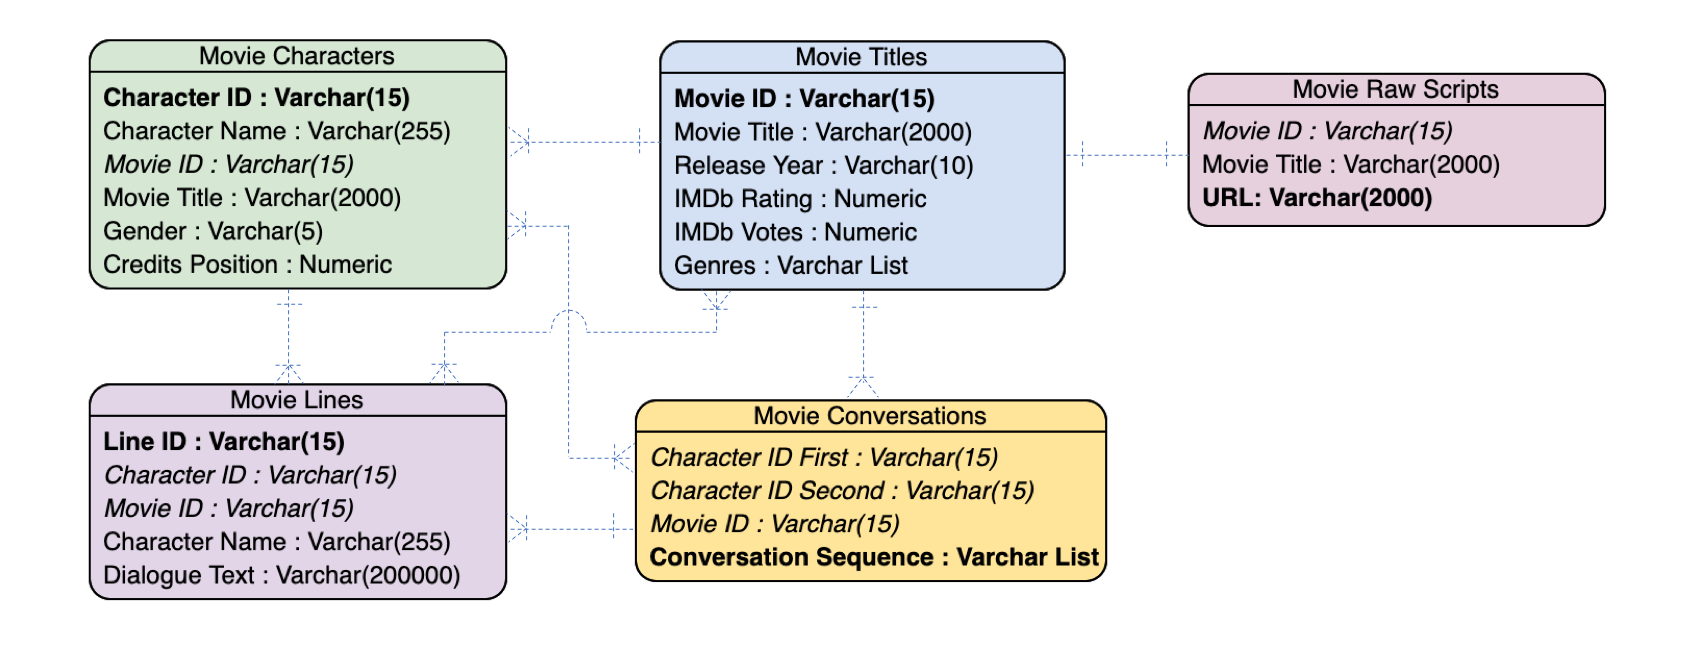 Movie Characters
Character ID : Varchar(15)
Character Name : Varchar(255)
Movie ID : Varchar(15)
Movie Title : Varchar(2000)
Gender : Varchar(5)
Credits Position : Numeric
Movie Titles
Movie ID : Varchar(15)
Movie Title : Varchar(2000)
Release Year : Varchar(10)
IMDb Rating : Numeric
IMDb Votes : Numeric
Genres : Varchar List
Movie Raw Scripts
Movie ID : Varchar(15)
Movie Title : Varchar(2000)
URL: Varchar(2000)
Movie Lines
Line ID : Varchar(15)
Character ID : Varchar(15)
Movie ID : Varchar(15)
Character Name : Varchar(255)
Dialogue Text : Varchar(200000)
Movie Conversations
Character ID First : Varchar(15)
Character ID Second : Varchar(15)
Movie ID : Varchar(15)
Conversation Sequence : Varchar List